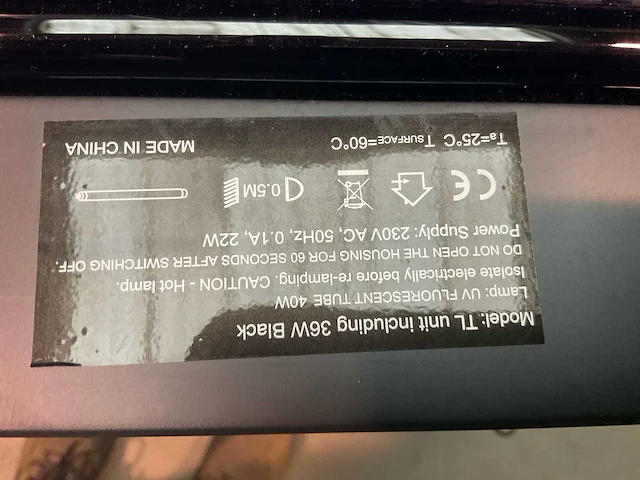 Model: TL unit including 36W Black
Lamp: UV FLUORESCENT TUBE 40W
Isolate electrically before re-lamping. CAUTION - Hot lamp.
DO NOT OPEN THE HOUSING FOR 60 SECONDS AFTER SWITCHING OFF.
Power Supply: 230V AC, 50Hz, 0.1A, 22W
CE 0.5M
Ta=25°C T SURFACE=60°C MADE IN CHINA